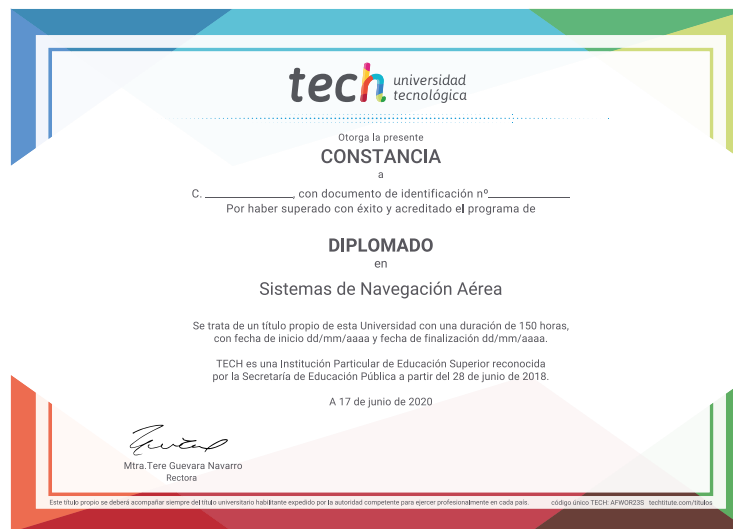 tech universidad
tecnológica
Otorga la presente
CONSTANCIA
a
C. ________________, con documento de identificación nº______________
Por haber superado con éxito y acreditado el programa de
DIPLOMADO
en
Sistemas de Navegación Aérea
Se trata de un título propio de esta Universidad con una duración de 150 horas,
con fecha de inicio dd/mm/aaaa y fecha de finalización dd/mm/aaaa.
TECH es una Institución Particular de Educación Superior reconocida
por la Secretaría de Educación Pública a partir del 28 de junio de 2018.
A 17 de junio de 2020
Mtra.Tere Guevara Navarro
Rectora
Este título propio se deberá acompañar siempre del título universitario habilitante expedido por la autoridad competente para ejercer profesionalmente en cada país. código único TECH: AFWOR23S techtitute.com/titulos